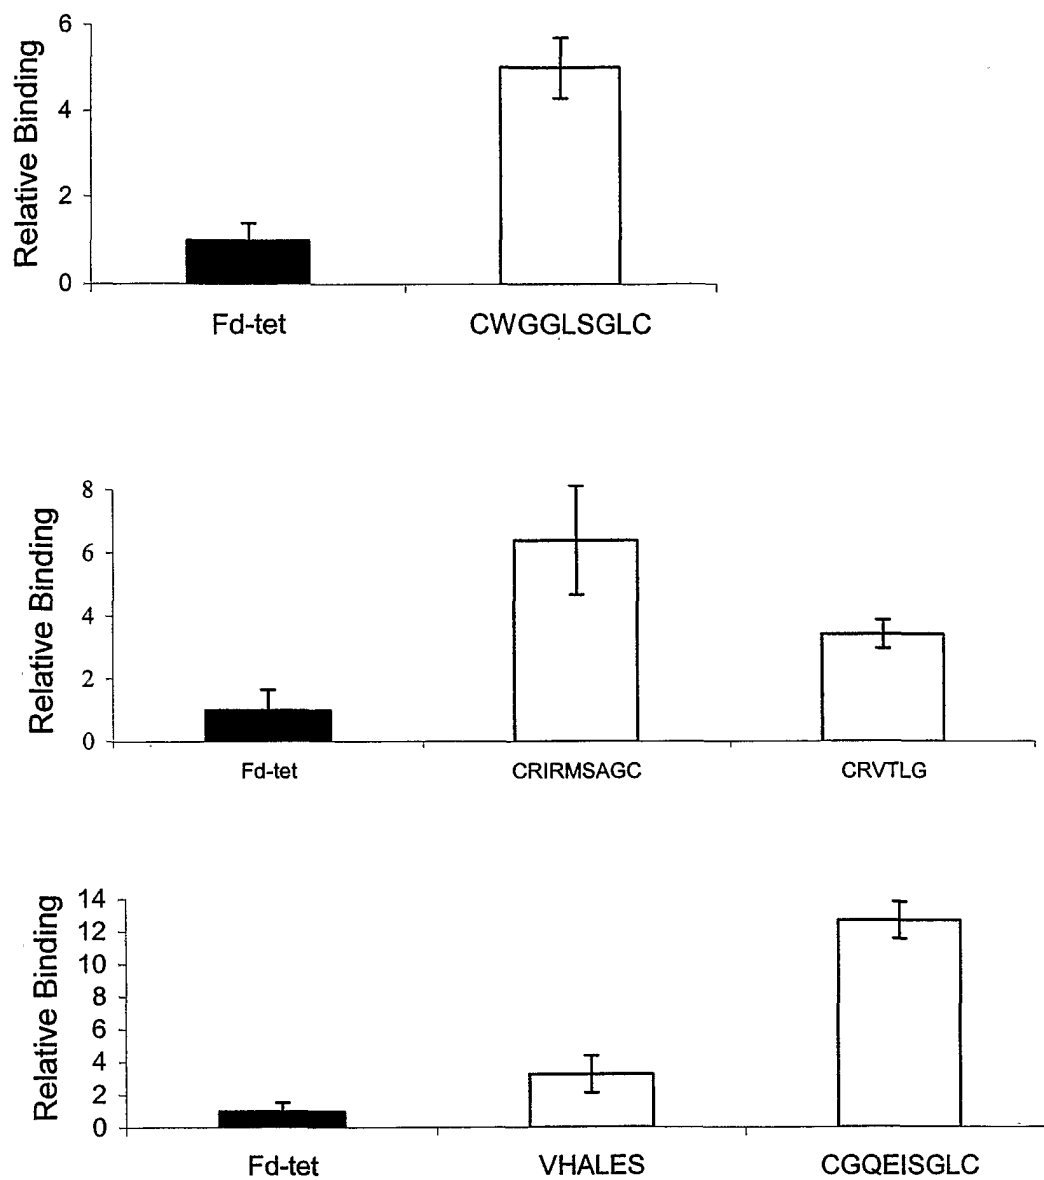 Relative Binding
6
4
2
0
Fd-tet CWGGLSGLC
Relative Binding
8
6
4
2
0
Fd-tet CRIRMSAGC CRVTLG
Relative Binding
14
12
10
8
6
4
2
0
Fd-tet VHALES CGQEISGLC